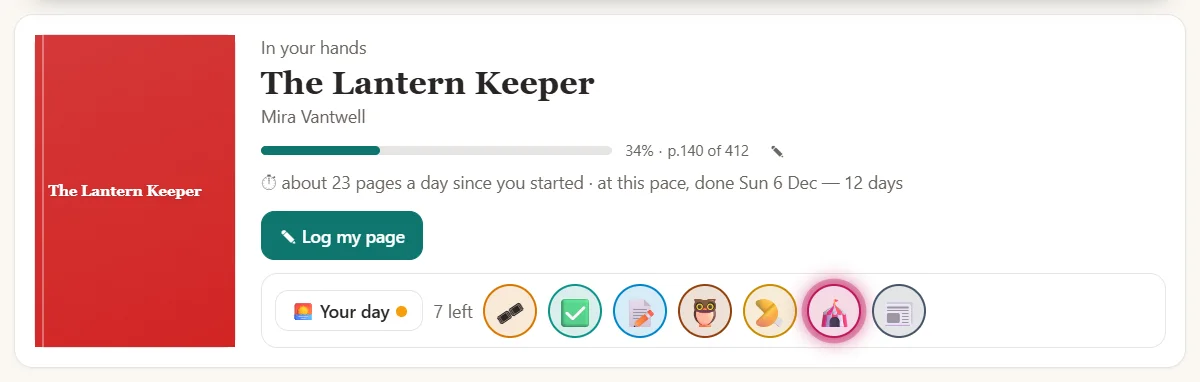 The Lantern Keeper
In your hands
The Lantern Keeper
Mira Vantwell
34% · p.140 of 412
about 23 pages a day since you started · at this pace, done Sun 6 Dec — 12 days
Log my page
Your day
7 left